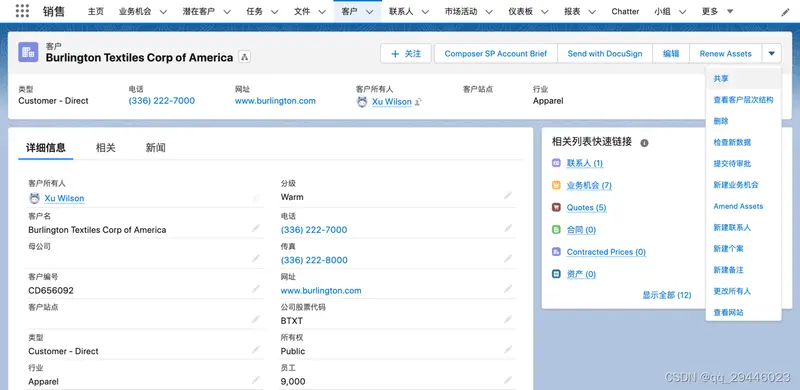 销售 主页 业务机会 潜在客户 任务 文件 客户 联系人 市场活动 仪表板 报表 Chatter 小组 更多
客户
Burlington Textiles Corp of America
+ 关注 Composer SP Account Brief Send with DocuSign 编辑 Renew Assets
类型 电话 网址 客户所有人 客户站点 行业
Customer - Direct (336) 222-7000 www.burlington.com Xu Wilson Apparel
共享
查看客户层次结构
删除
检查新数据
提交待审批
新建业务机会
Amend Assets
新建联系人
新建个案
新建备注
更改所有人
查看网站
详细信息 相关 新闻
客户所有人 分级
Xu Wilson Warm
客户名 电话
Burlington Textiles Corp of America (336) 222-7000
母公司 传真
(336) 222-8000
客户编号 网址
CD656092 www.burlington.com
客户站点 公司股票代码
BTXT
类型 所有权
Customer - Direct Public
行业 员工
Apparel 9,000
相关列表快速链接
联系人 (1)
业务机会 (7)
Quotes (5)
合同 (0)
Contracted Prices (0)
资产 (0)
显示全部 (12)
CSDN @qq_29446023